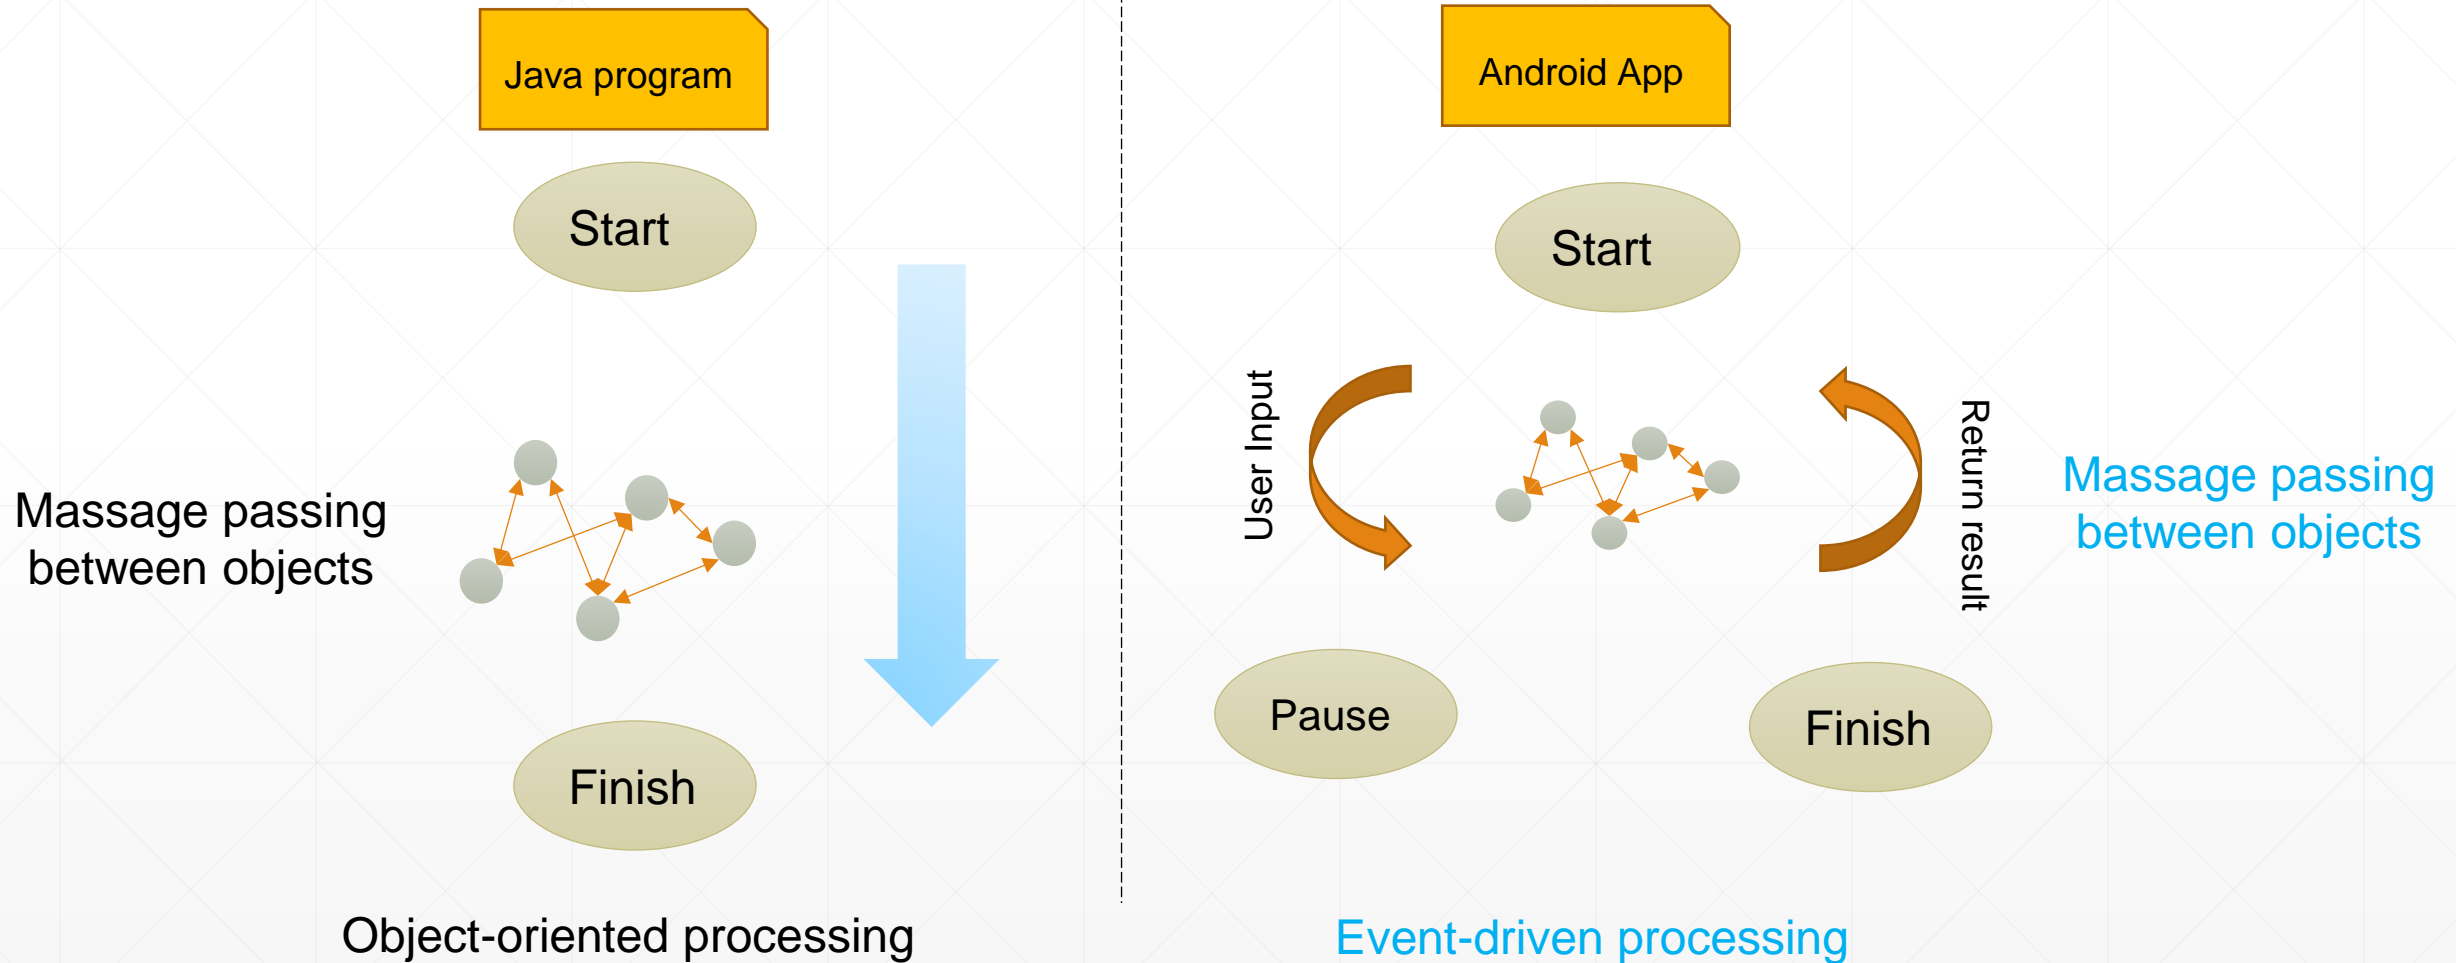 Java program
Start
Massage passing
between objects
Finish
Object-oriented processing
Android App
Start
User Input
Return result
Massage passing
between objects
Pause
Finish
Event-driven processing